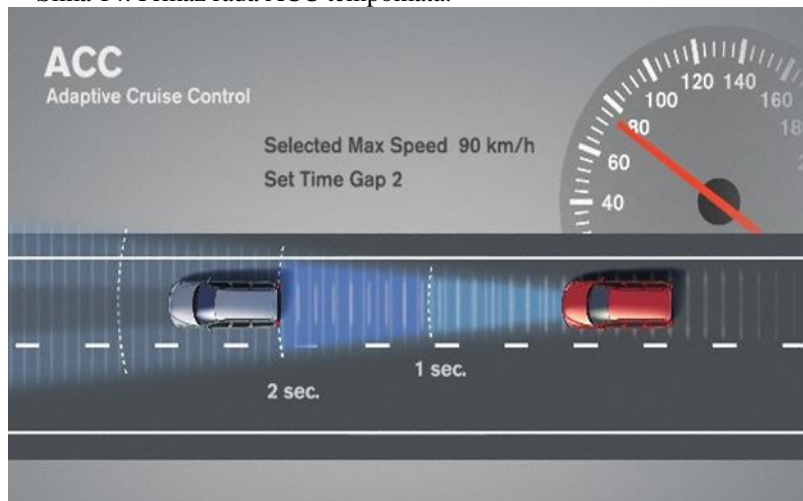 ACC
Adaptive Cruise Control
Selected Max Speed 90 km/h
Set Time Gap 2
40
60
80
100
120
140
160
2 sec.
1 sec.